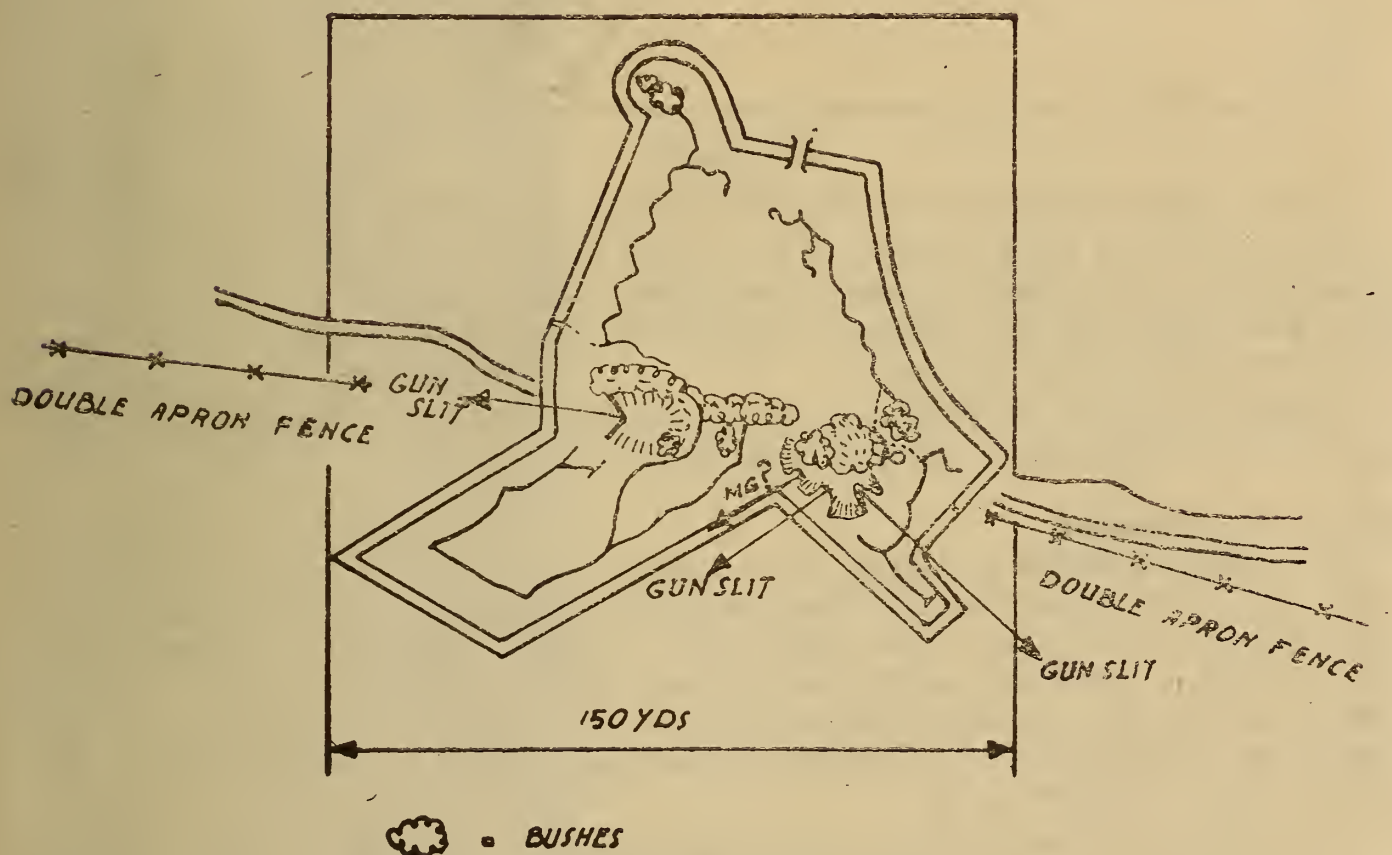 GUN
SLIT
DOUBLE APRON FENCE
MG?
GUN SLIT
DOUBLE APRON FENCE
GUN SLIT
150 YDS
= BUSHES